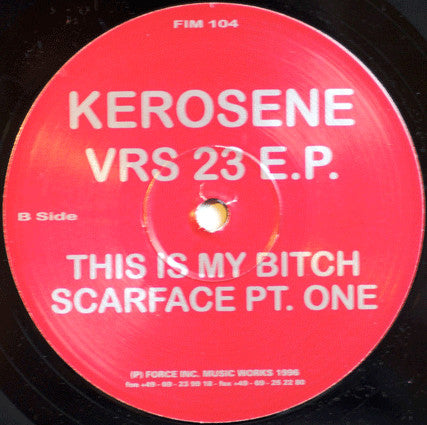 FIM 104
KEROSENE
VRS 23 E.P.
B Side
THIS IS MY BITCH
SCARFACE PT. ONE
(P) FORCE INC. MUSIC WORKS 1996